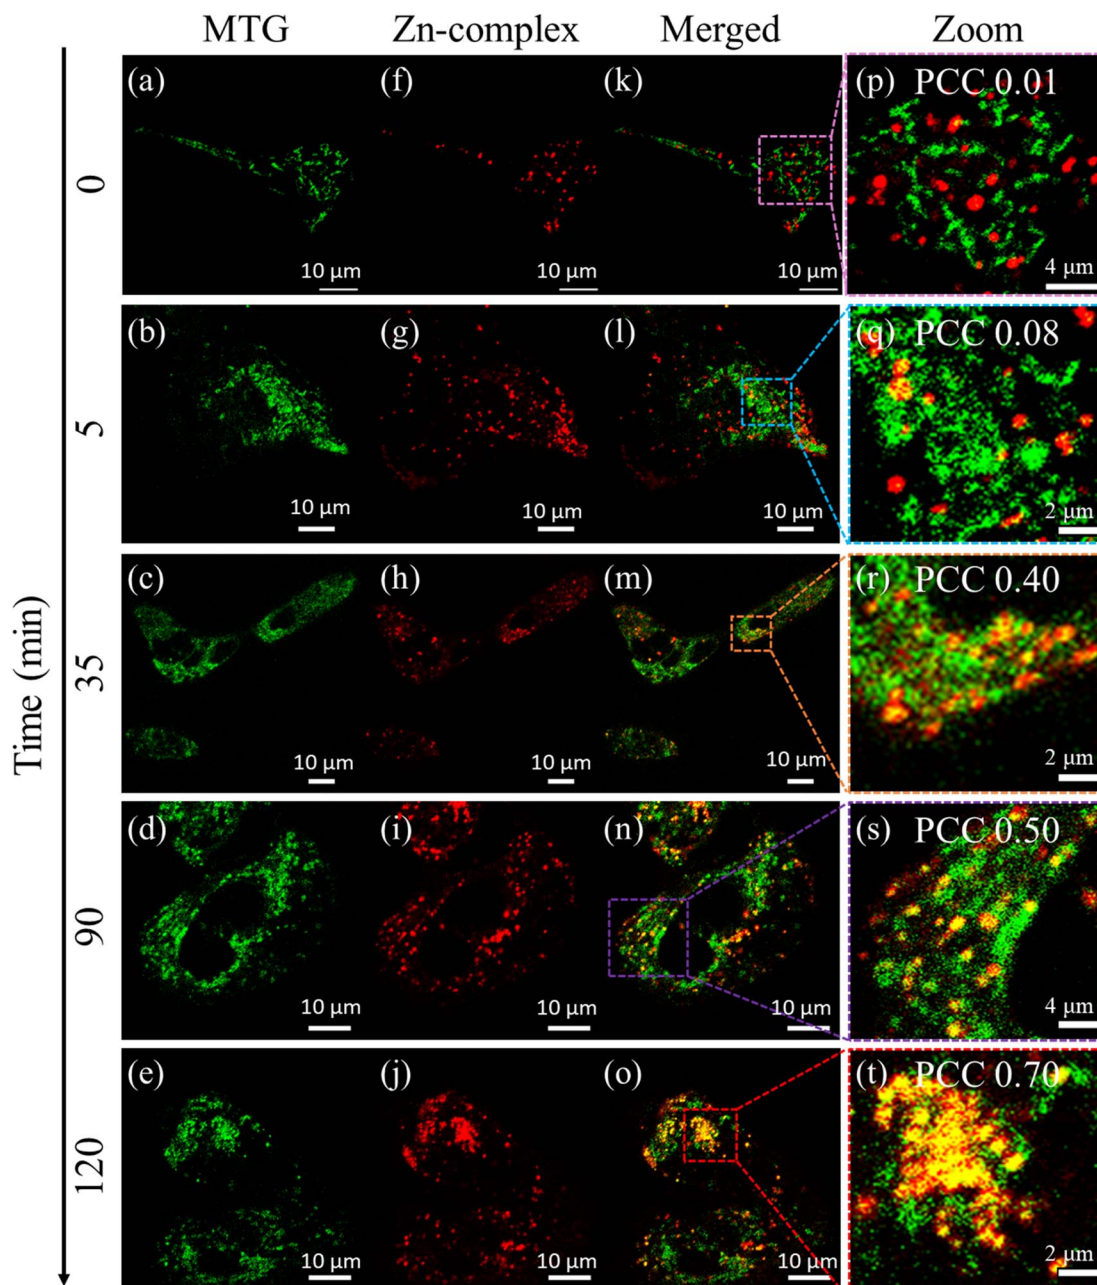 MTG Zn-complex Merged Zoom
Time (min)
0
(a) (f) (k) (p) PCC 0.01
10 μm 10 μm 10 μm 4 μm
5
(b) (g) (l) (q) PCC 0.08
10 μm 10 μm 10 μm 2 μm
35
(c) (h) (m) (r) PCC 0.40
10 μm 10 μm 10 μm 2 μm
90
(d) (i) (n) (s) PCC 0.50
10 μm 10 μm 10 μm 4 μm
120
(e) (j) (o) (t) PCC 0.70
10 μm 10 μm 10 μm 2 μm